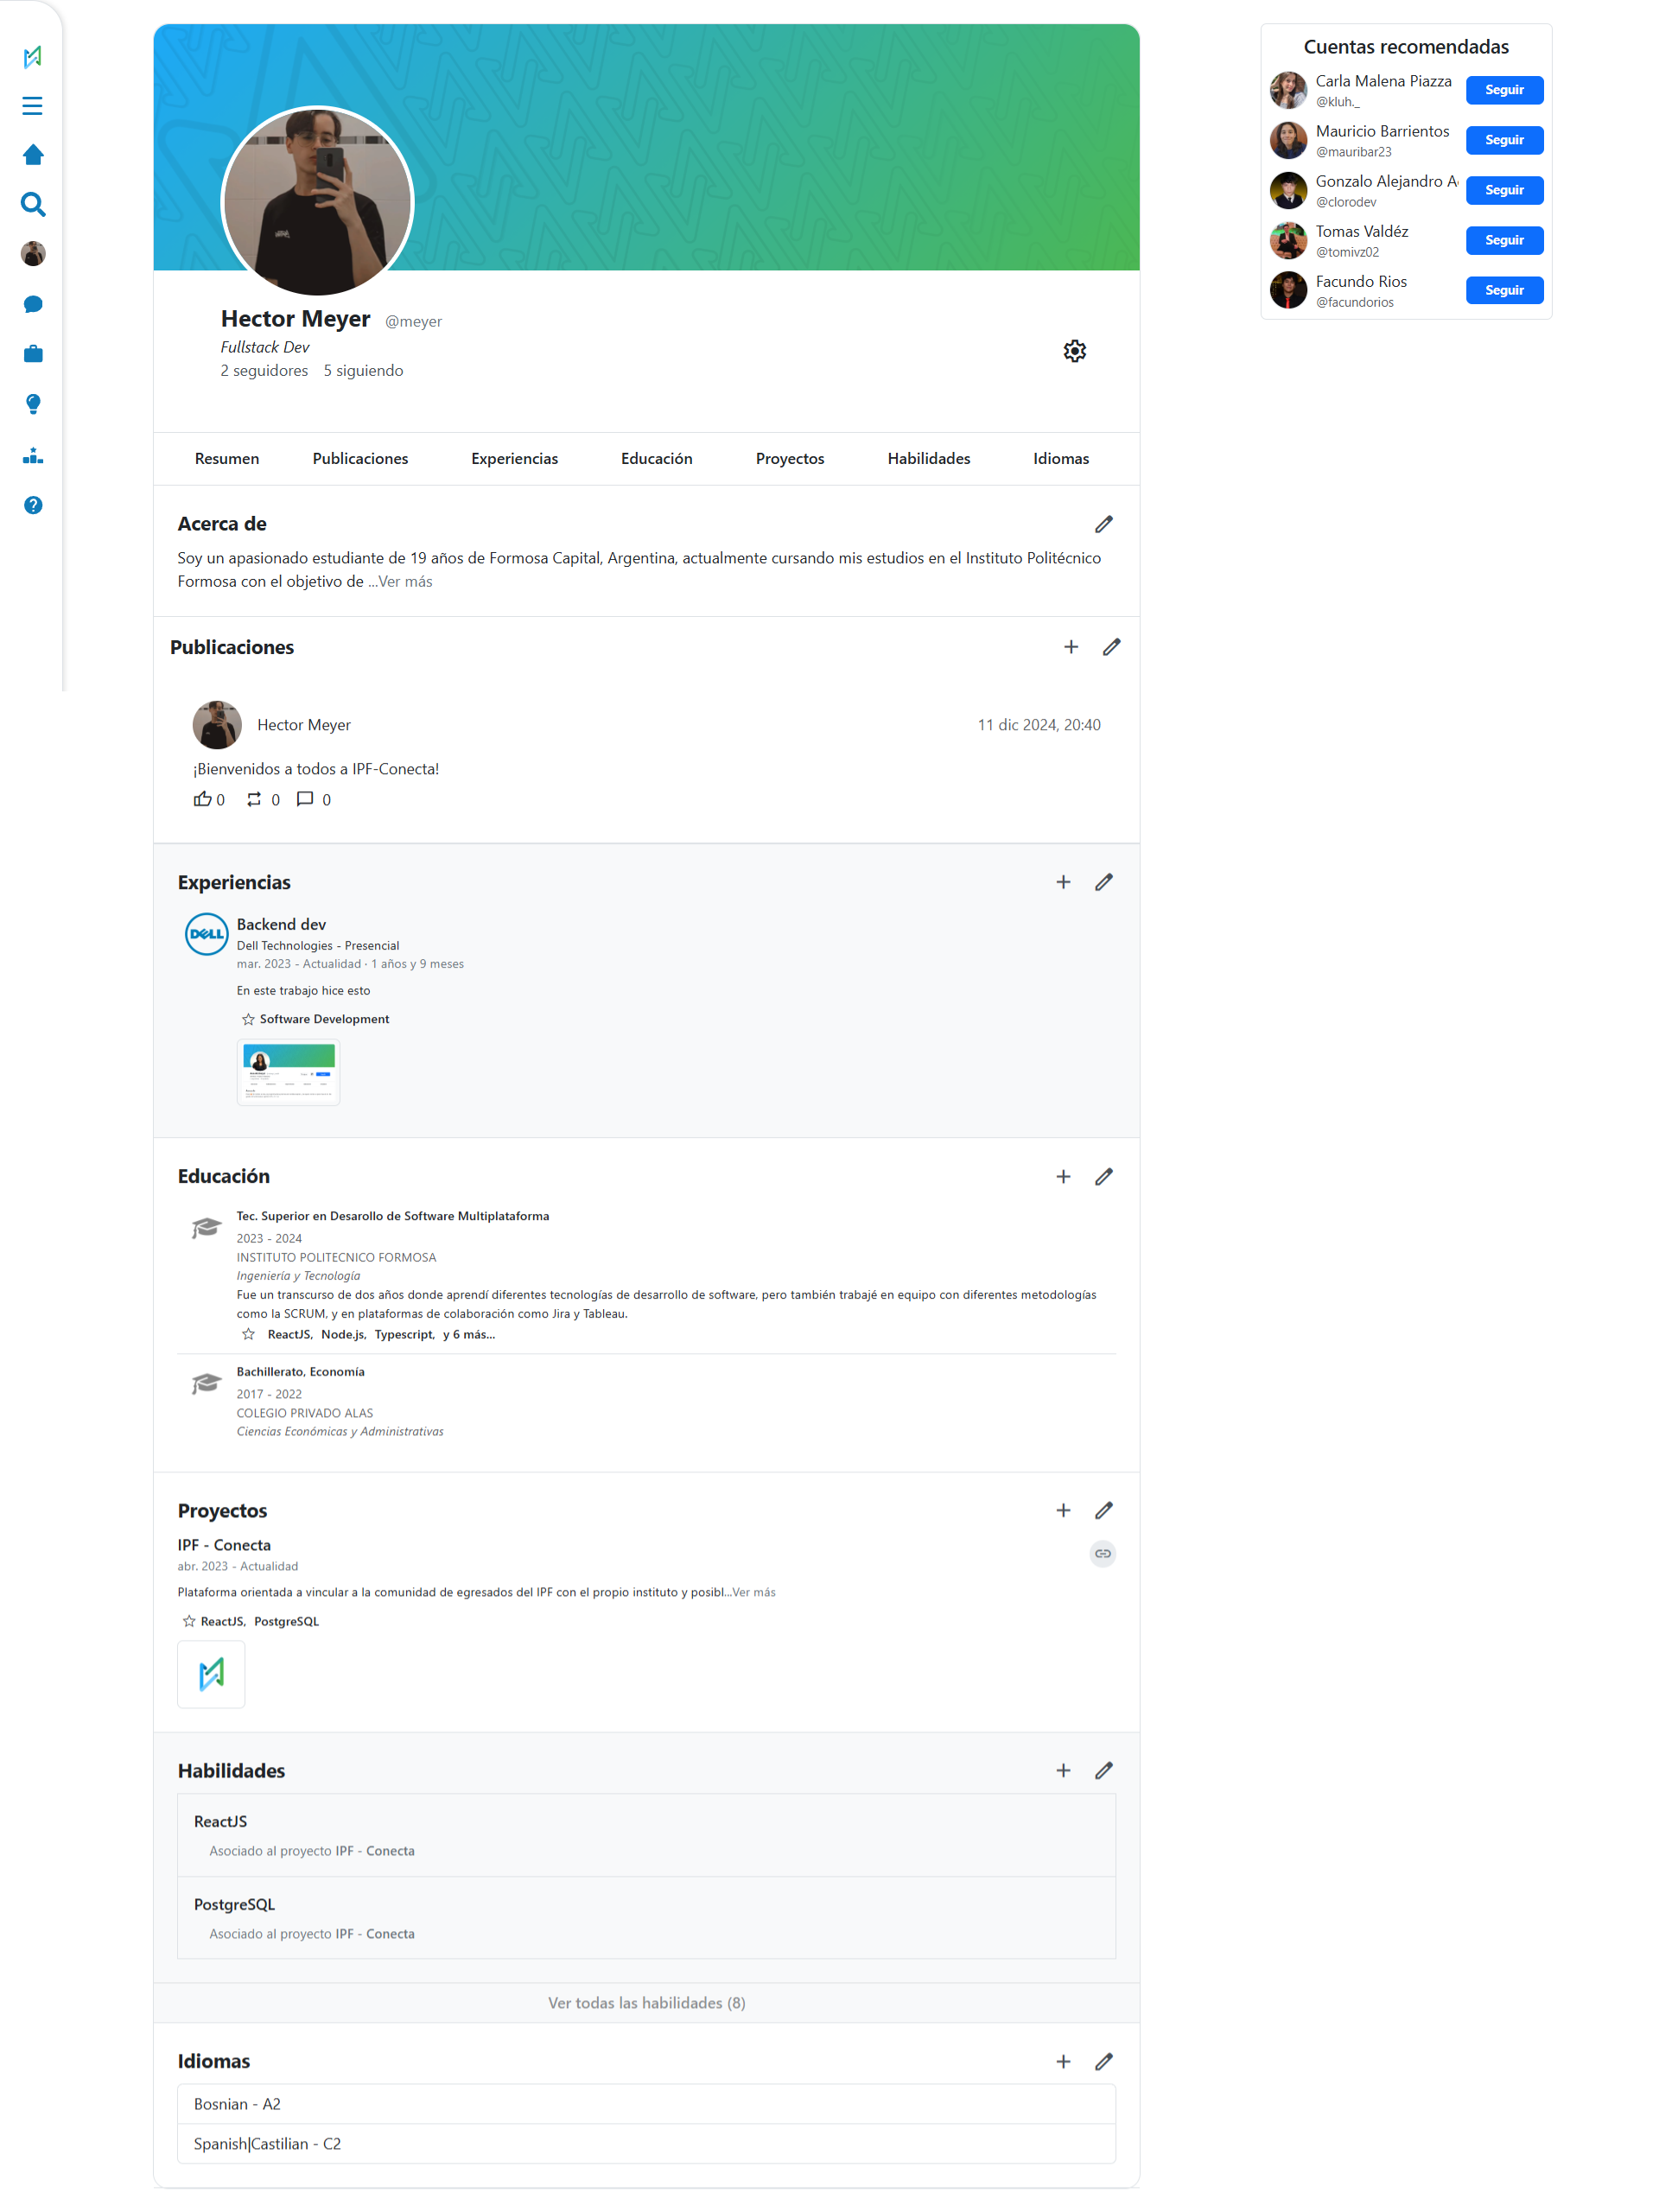 Hector Meyer @meyer
Fullstack Dev
2 seguidores 5 siguiendo
Resumen Publicaciones Experiencias Educación Proyectos Habilidades Idiomas
Acerca de
Soy un apasionado estudiante de 19 años de Formosa Capital, Argentina, actualmente cursando mis estudios en el Instituto Politécnico
Formosa con el objetivo de ...Ver más
Publicaciones
Hector Meyer 11 dic 2024, 20:40
¡Bienvenidos a todos a IPF-Conecta!
0 0 0
Experiencias
DELL
Backend dev
Dell Technologies - Presencial
mar. 2023 - Actualidad · 1 años y 9 meses
En este trabajo hice esto
Software Development
Educación
Tec. Superior en Desarollo de Software Multiplataforma
2023 - 2024
INSTITUTO POLITECNICO FORMOSA
Ingeniería y Tecnología
Fue un transcurso de dos años donde aprendí diferentes tecnologías de desarrollo de software, pero también trabajé en equipo con diferentes metodologías
como la SCRUM, y en plataformas de colaboración como Jira y Tableau.
ReactJS, Node.js, Typescript, y 6 más...
Bachillerato, Economía
2017 - 2022
COLEGIO PRIVADO ALAS
Ciencias Económicas y Administrativas
Proyectos
IPF - Conecta
abr. 2023 - Actualidad
Plataforma orientada a vincular a la comunidad de egresados del IPF con el propio instituto y posibl...Ver más
ReactJS, PostgreSQL
Habilidades
ReactJS
Asociado al proyecto IPF - Conecta
PostgreSQL
Asociado al proyecto IPF - Conecta
Ver todas las habilidades (8)
Idiomas
Bosnian - A2
Spanish|Castilian - C2
Cuentas recomendadas
Carla Malena Piazza
@kluh._
Seguir
Mauricio Barrientos
@mauribar23
Seguir
Gonzalo Alejandro A
@clorodev
Seguir
Tomas Valdéz
@tomivz02
Seguir
Facundo Rios
@facundorios
Seguir